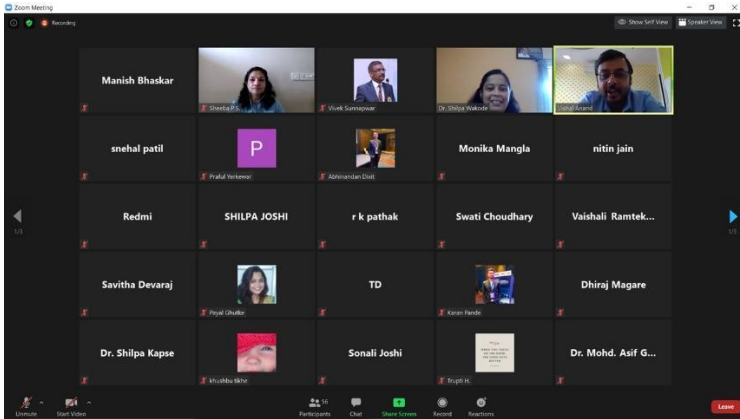 Zoom Meeting
Recording
Show Self View
Speaker View
Manish Bhaskar
Sheeba P S
Vivek Sunnapwar
Dr. Shilpa Wakode
Vishal Anand
snehal patil
P
Praful Yerkewar
Abhinandan Dixit
Monika Mangla
nitin jain
Redmi
SHILPA JOSHI
r k pathak
Swati Choudhary
Vaishali Ramtek...
1/3
1/3
Savitha Devaraj
Payal Ghutke
TD
Karan Pande
Dhiraj Magare
Dr. Shilpa Kapse
khushbu tikhe
Sonali Joshi
Trupti H.
Dr. Mohd. Asif G...
Unmute
Start Video
56
Participants
Chat
Share Screen
Record
Reactions
Leave